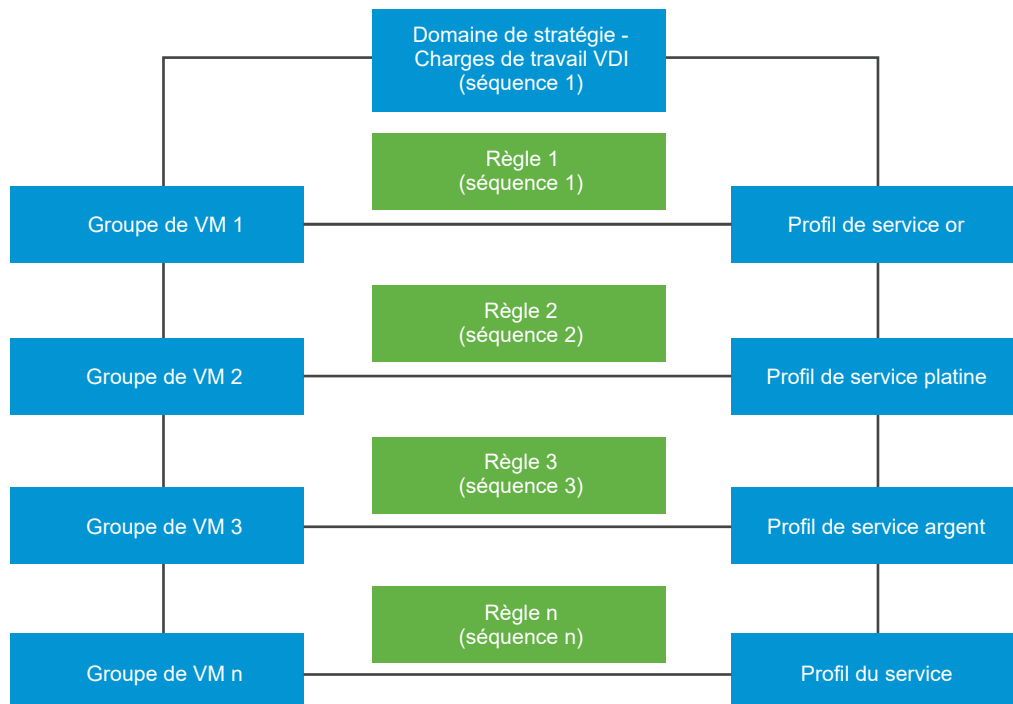 Domaine de stratégie -
Charges de travail VDI
(séquence 1)
Règle 1
(séquence 1)
Groupe de VM 1
Profil de service or
Règle 2
(séquence 2)
Groupe de VM 2
Profil de service platine
Règle 3
(séquence 3)
Groupe de VM 3
Profil de service argent
Règle n
(séquence n)
Groupe de VM n
Profil du service